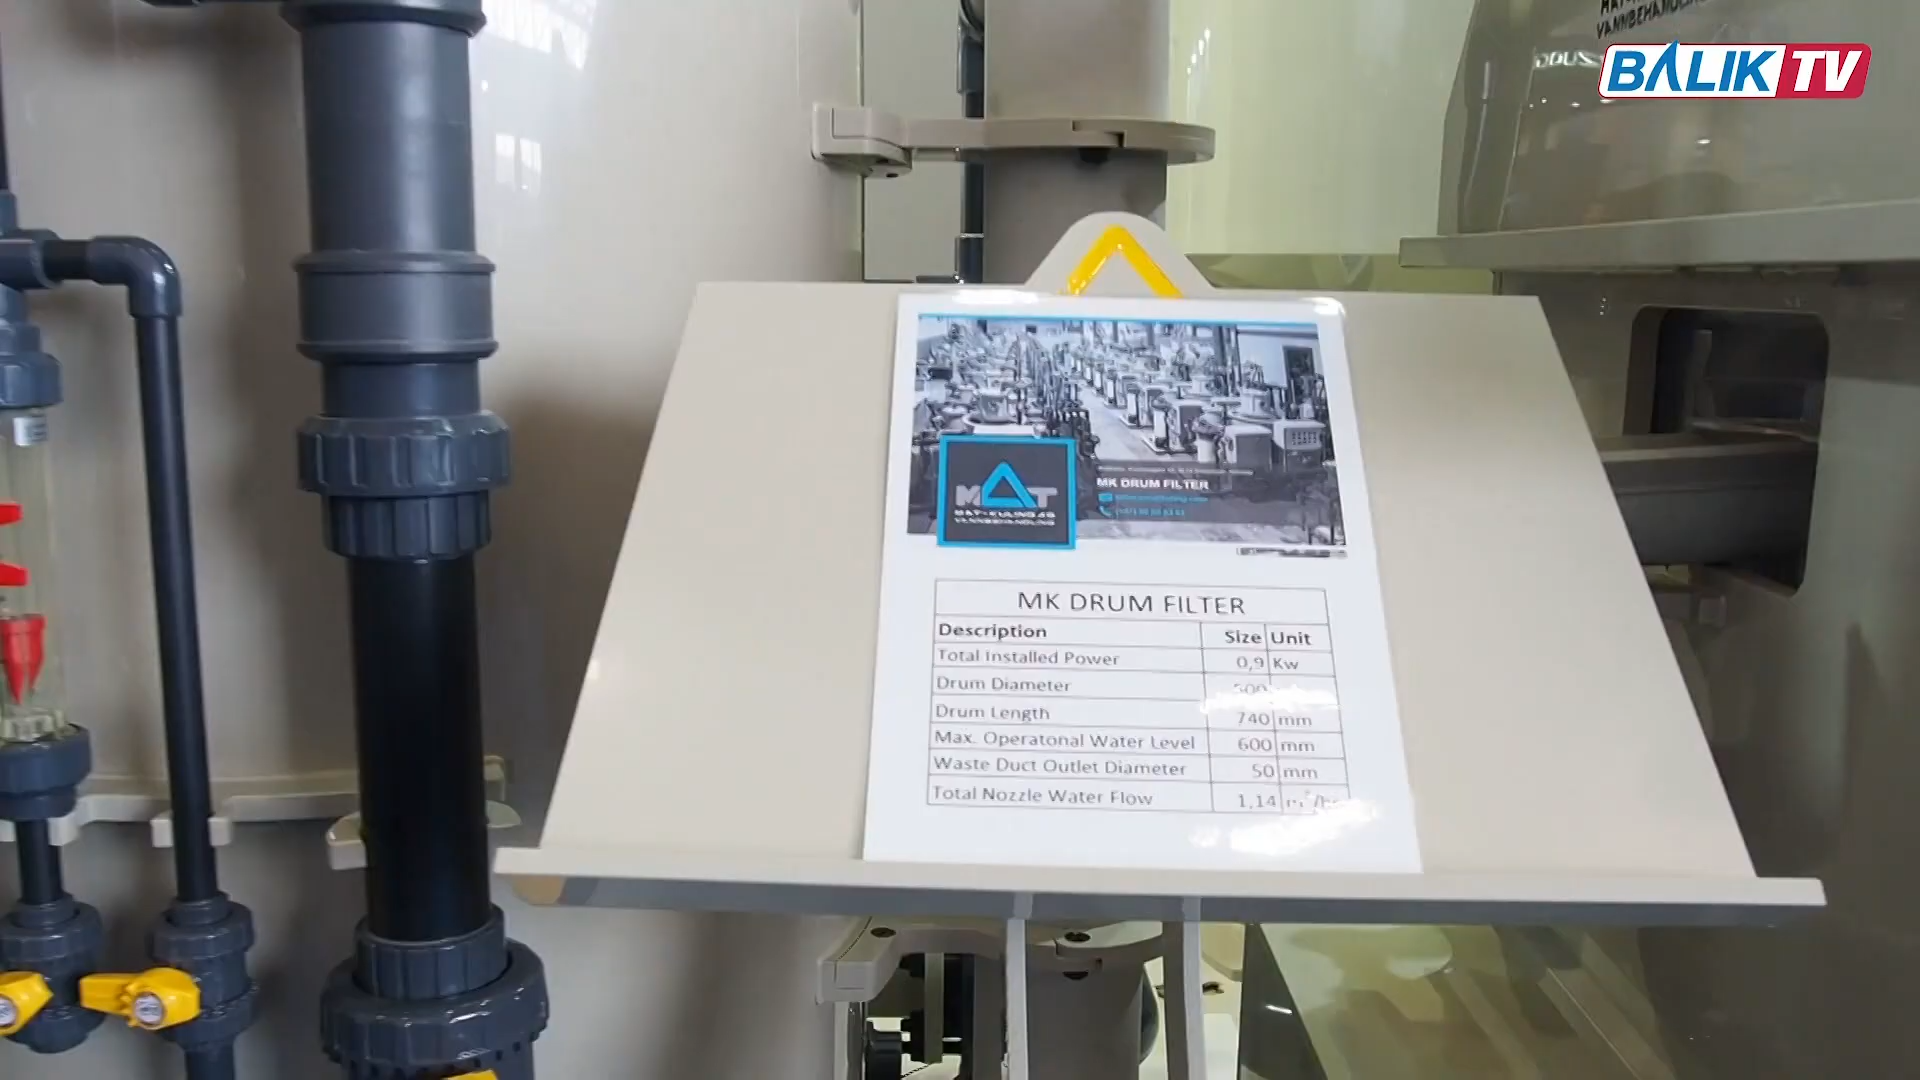 BALIK TV
MAT
MAT-KULING AS
VANNBEHANDLING
MK DRUM FILTER
MK DRUM FILTER
Description Size Unit
Total Installed Power 0,9 Kw
Drum Diameter 500
Drum Length 740 mm
Max. Operatonal Water Level 600 mm
Waste Duct Outlet Diameter 50 mm
Total Nozzle Water Flow 1,14